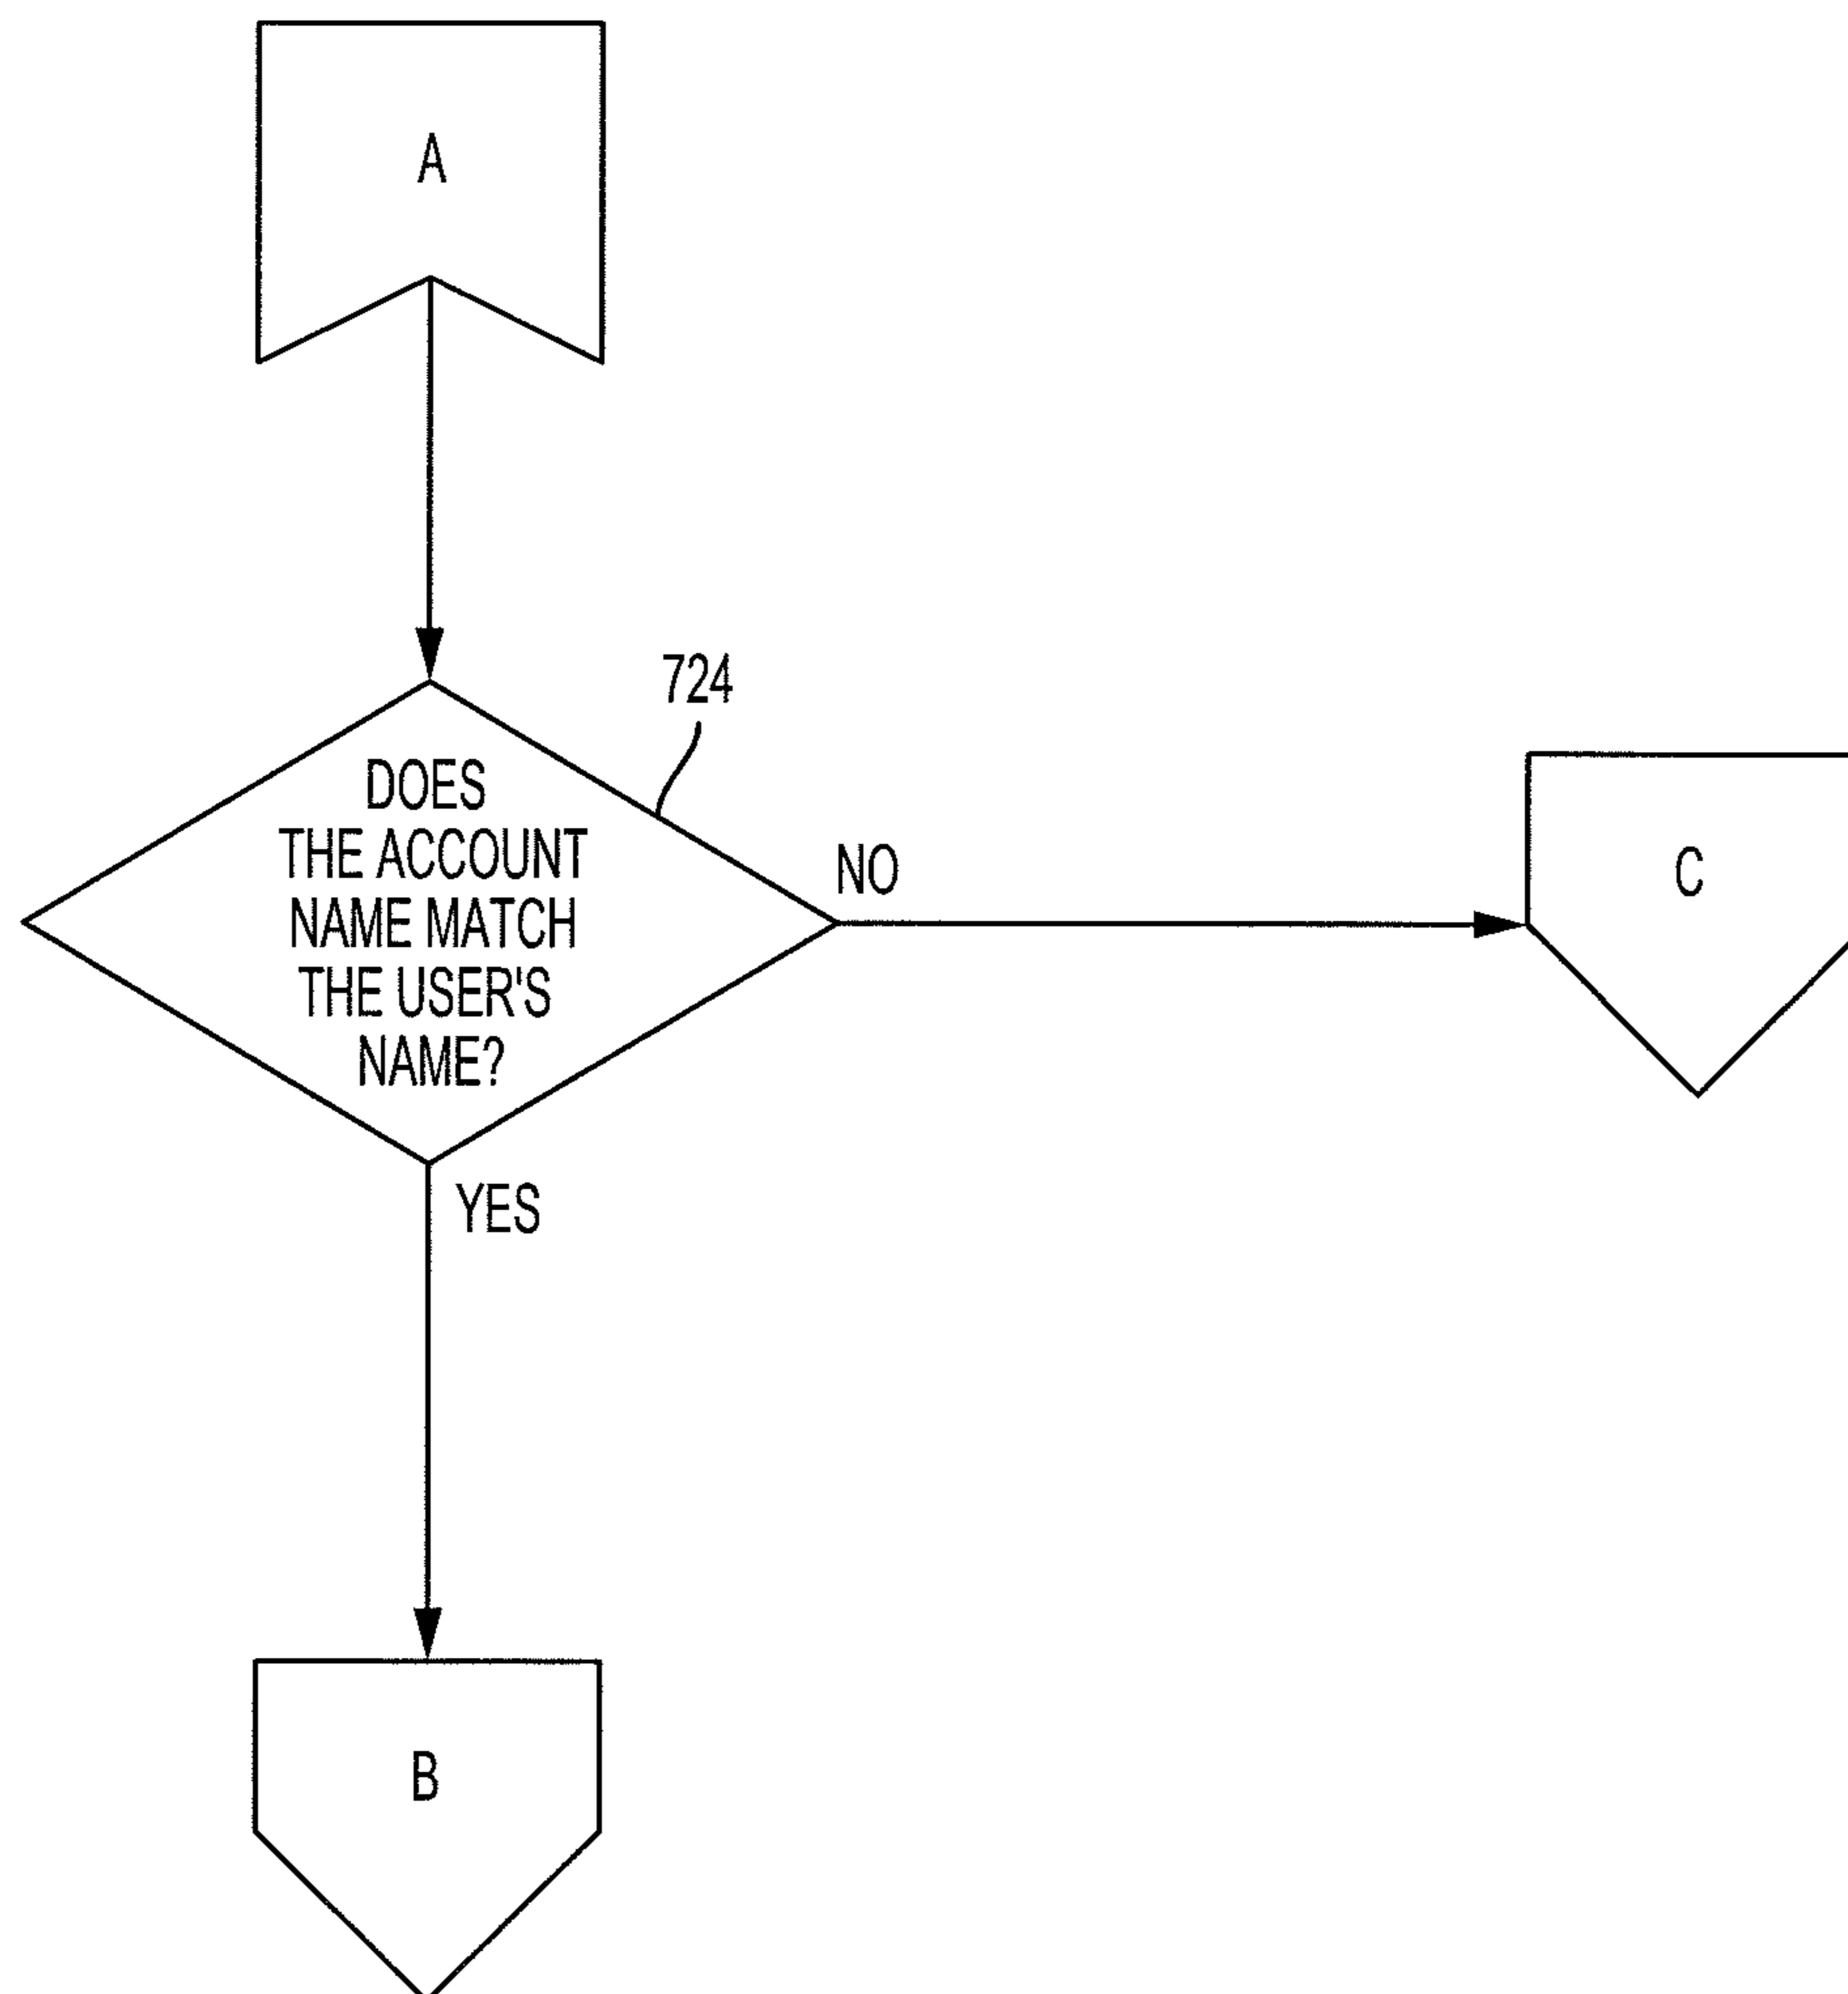 A
724
DOES
THE ACCOUNT
NAME MATCH
THE USER'S
NAME?
NO
C
YES
B